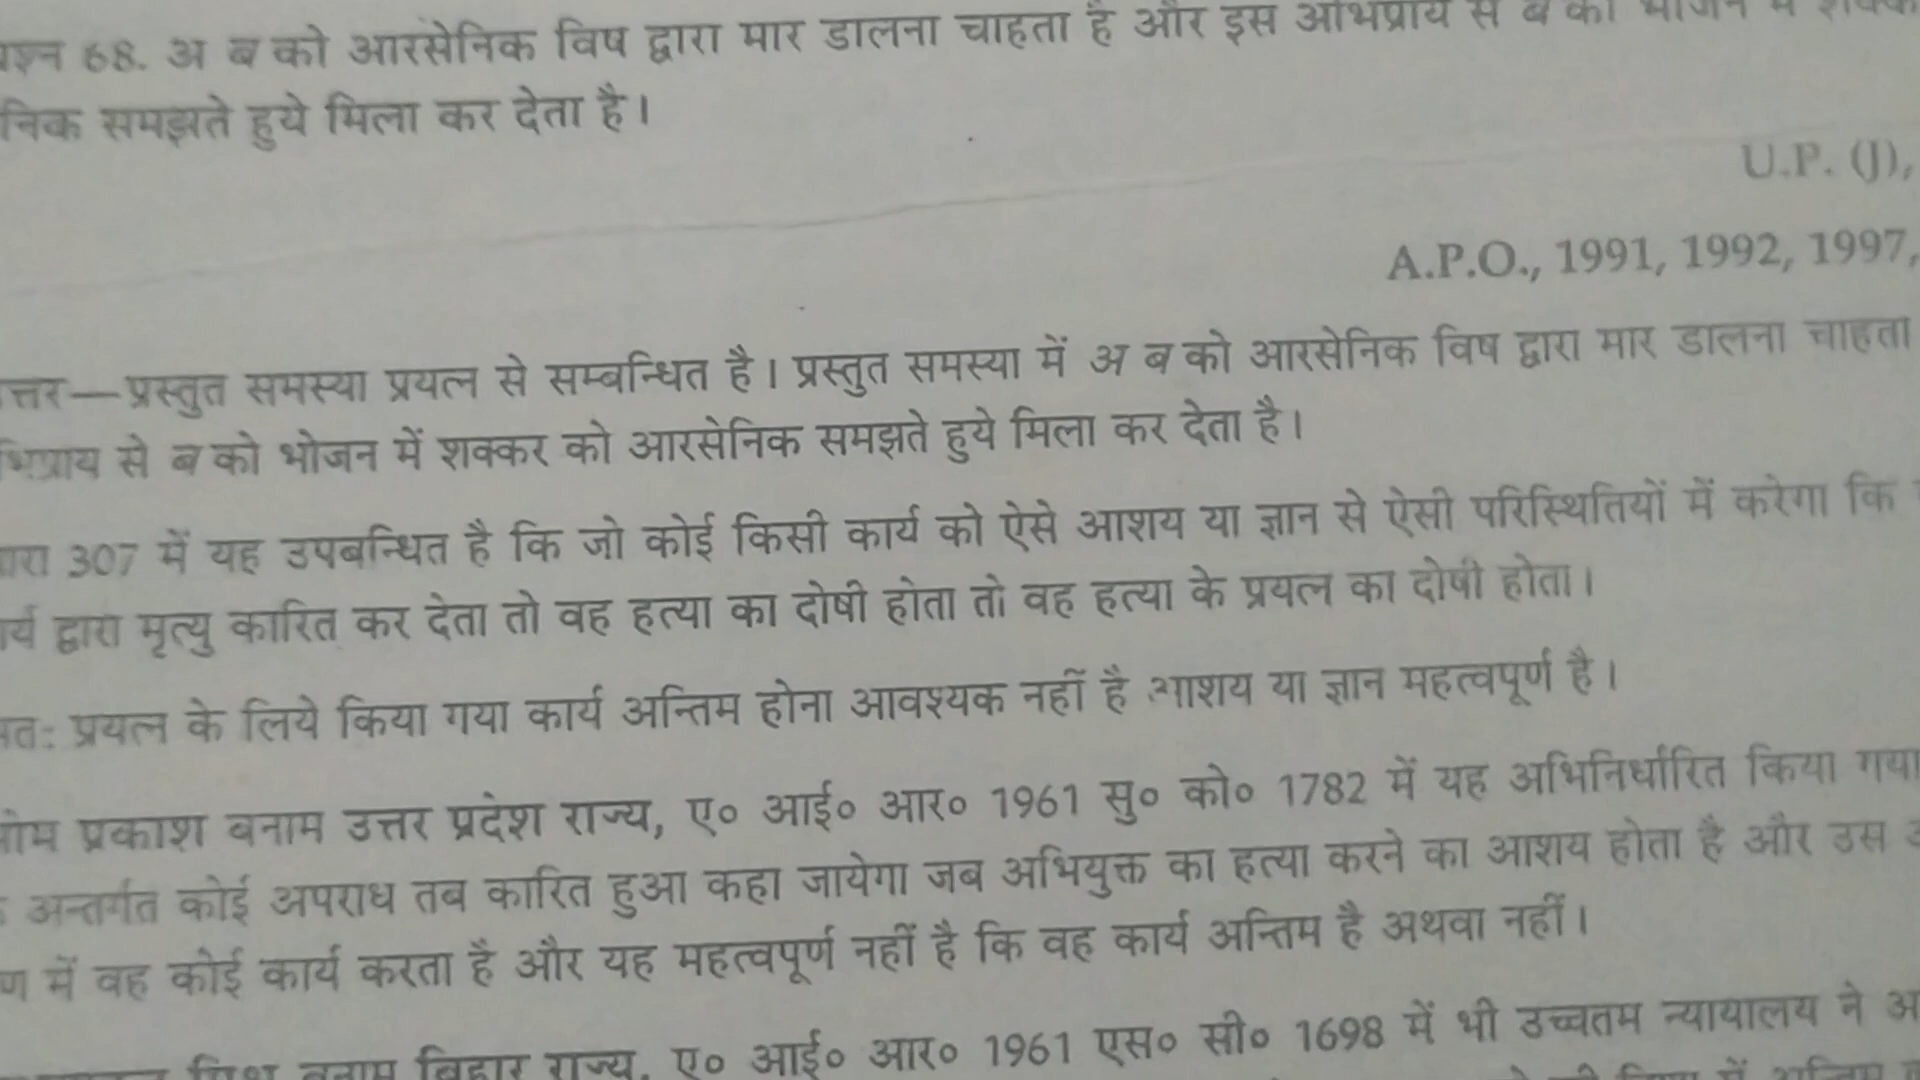 प्रश्न 68. अ ब को आरसेनिक विष द्वारा मार डालना चाहता है और इस अभिप्राय से ब को भोजन में
निक समझते हुये मिला कर देता है।
U.P. (J),
A.P.O., 1991, 1992, 1997,
त्तर—प्रस्तुत समस्या प्रयत्न से सम्बन्धित है। प्रस्तुत समस्या में अ ब को आरसेनिक विष द्वारा मार डालना चाहता
भिप्राय से ब को भोजन में शक्कर को आरसेनिक समझते हुये मिला कर देता है।
307 में यह उपबन्धित है कि जो कोई किसी कार्य को ऐसे आशय या ज्ञान से ऐसी परिस्थितियों में करेगा कि
र्य द्वारा मृत्यु कारित कर देता तो वह हत्या का दोषी होता तो वह हत्या के प्रयत्न का दोषी होता।
प्रयत्न के लिये किया गया कार्य अन्तिम होना आवश्यक नहीं है आशय या ज्ञान महत्वपूर्ण है।
प्रकाश बनाम उत्तर प्रदेश राज्य, ए० आई० आर० 1961 सु० को० 1782 में यह अभिनिर्धारित किया गया
अन्तर्गत कोई अपराध तब कारित हुआ कहा जायेगा जब अभियुक्त का हत्या करने का आशय होता है और उस
ण में वह कोई कार्य करता है और यह महत्वपूर्ण नहीं है कि वह कार्य अन्तिम है अथवा नहीं।
बनाम बिहार राज्य, ए० आई० आर० 1961 एस० सी० 1698 में भी उच्चतम न्यायालय ने